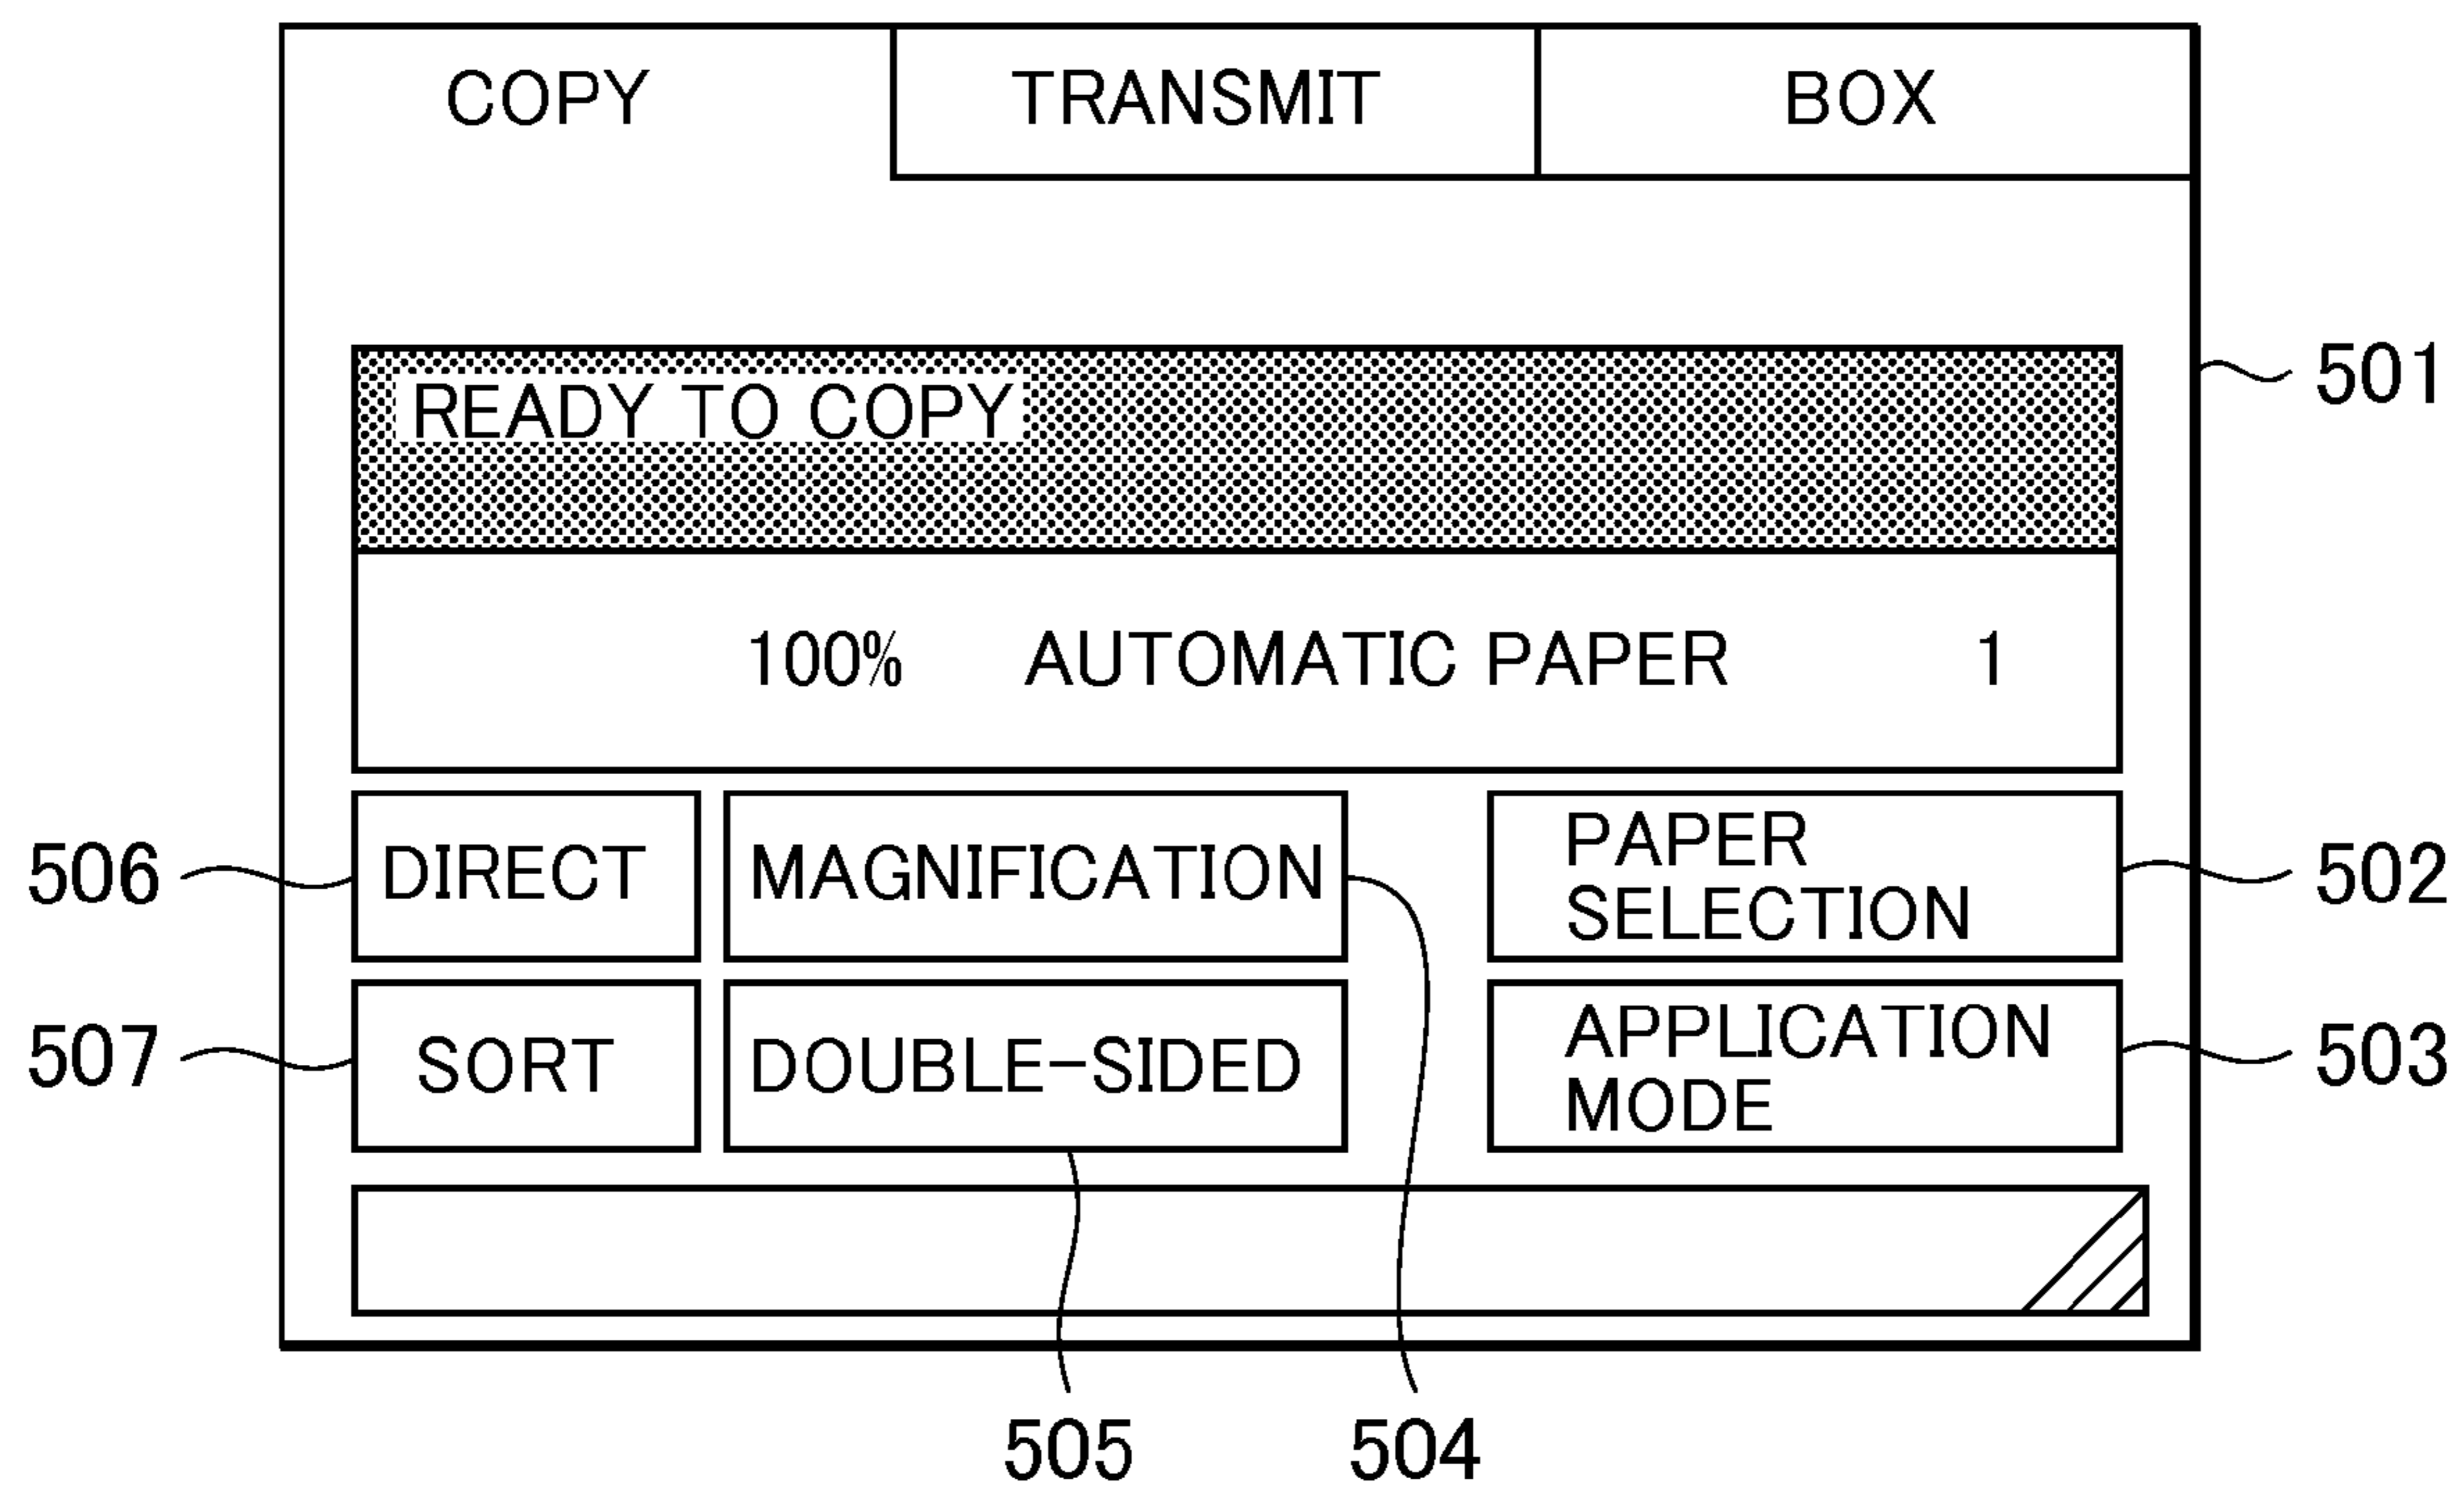 COPY TRANSMIT BOX
READY TO COPY
501
100% AUTOMATIC PAPER 1
506 DIRECT MAGNIFICATION PAPER SELECTION 502
507 SORT DOUBLE-SIDED APPLICATION MODE 503
505 504